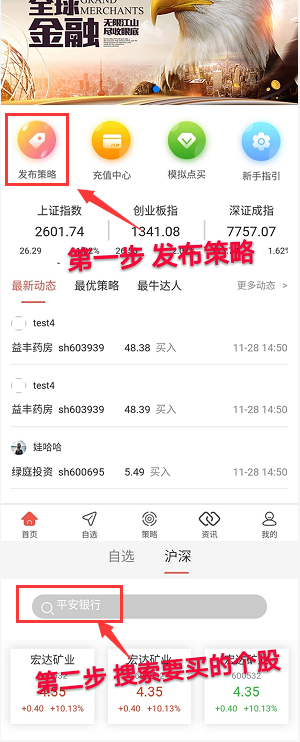 全球
GRAND
MERCHANTS
金融
无限江山
尽收眼底
发布策略 充值中心 模拟点买 新手指引
上证指数 创业板指 深证成指
2601.74 1341.08 7757.07
26.29
1.62%
第一步 发布策略
最新动态 最优策略 最牛达人 更多动态 >
test4
益丰药房 sh603939 48.38 买入 11-28 14:50
test4
益丰药房 sh603939 48.39 买入 11-28 14:50
娃哈哈
绿庭投资 sh600695 5.49 买入 11-28 14:50
首页 自选 策略 资讯 我的
自选 沪深
平安银行
宏达矿业 宏达矿业 宏达矿业
600532
第二步 搜索要买的个股
4.35 4.35 4.35
+0.40 +10.13% +0.40 +10.13% +0.40 +10.13%